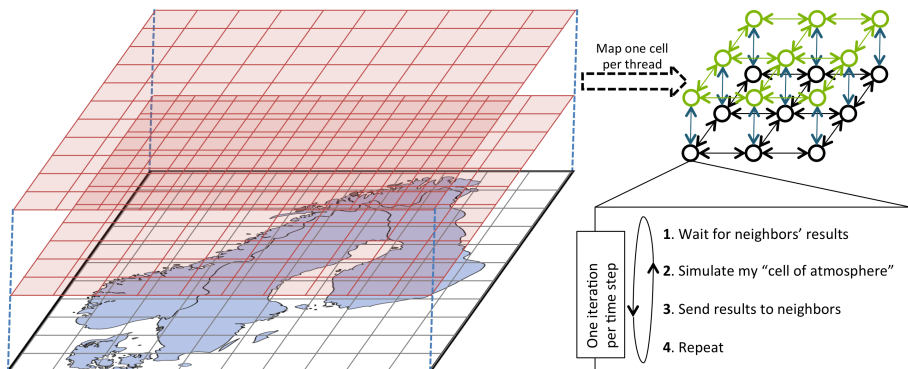 Map one cell
per thread
One iteration
per time step
1. Wait for neighbors’ results
2. Simulate my “cell of atmosphere”
3. Send results to neighbors
4. Repeat